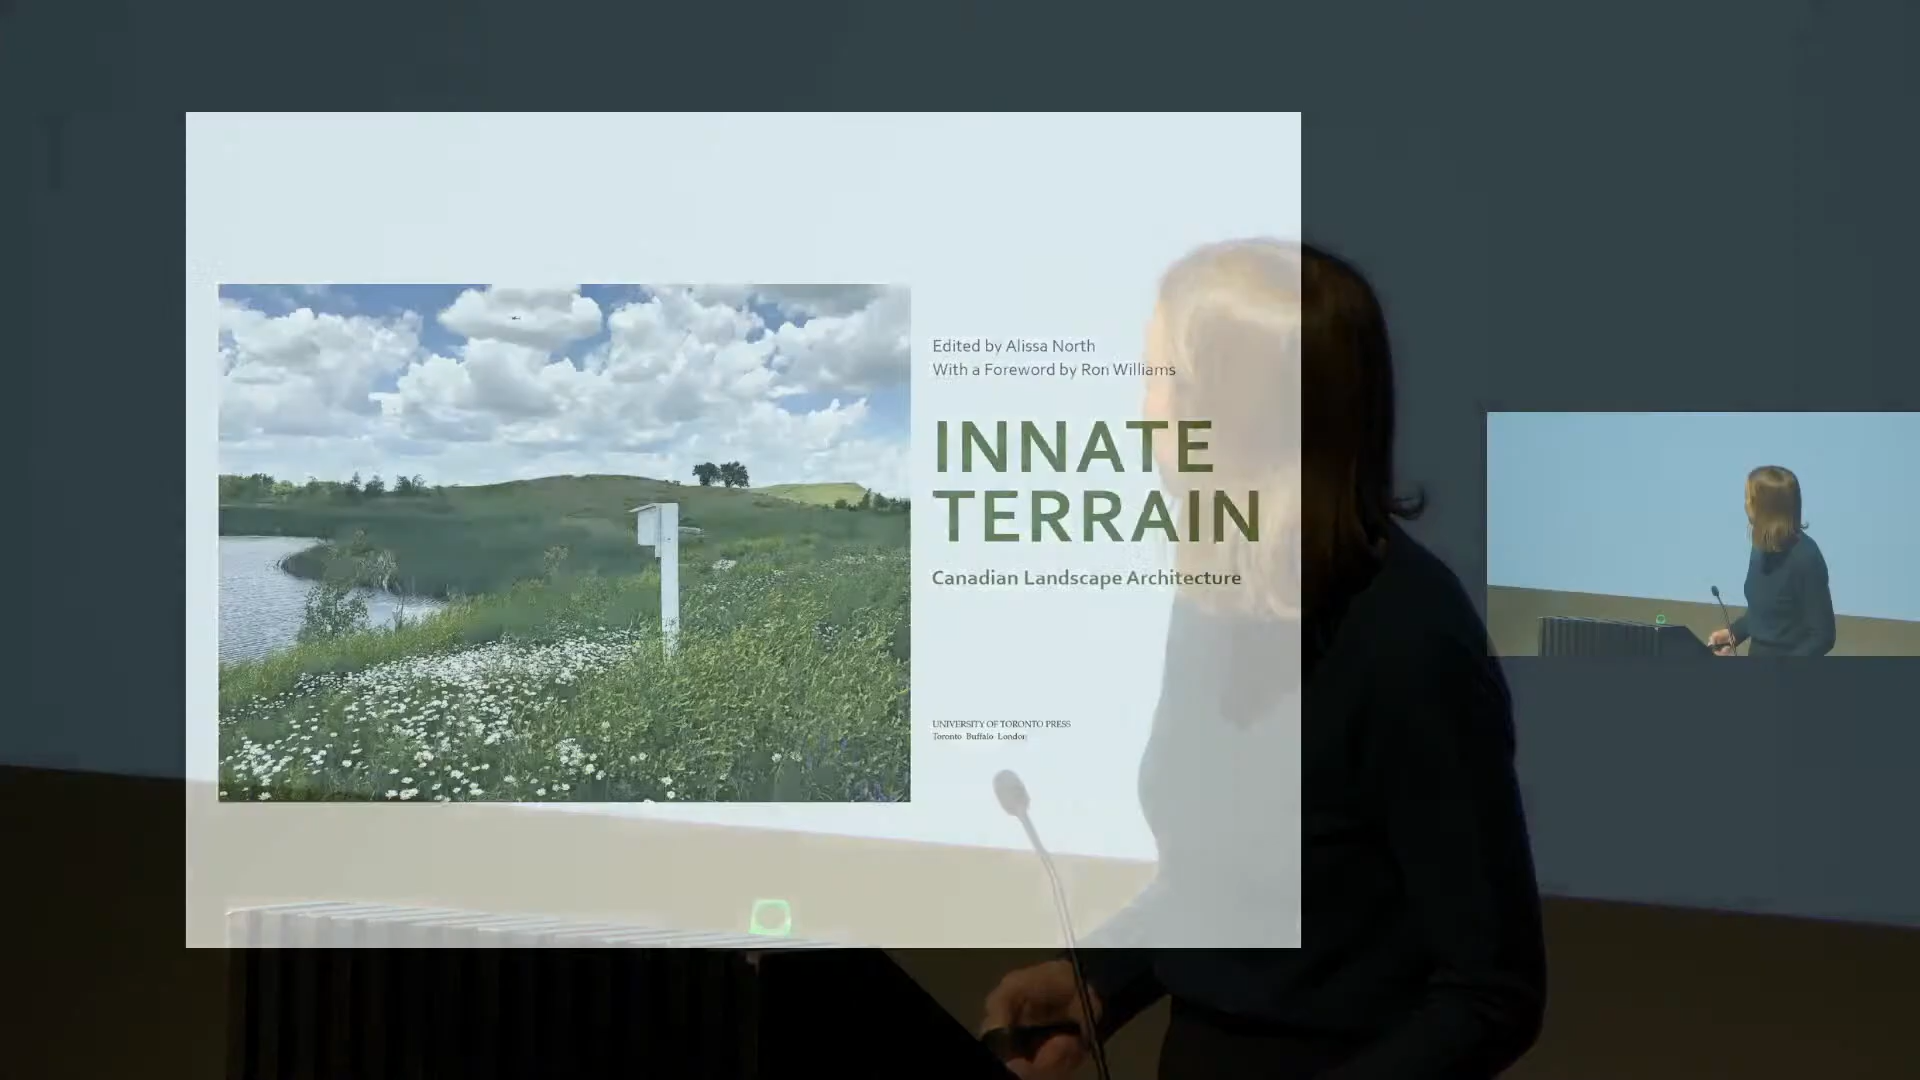 Edited by Alissa North
With a Foreword by Ron Williams
INNATE
TERRAIN
Canadian Landscape Architecture
UNIVERSITY OF TORONTO PRESS
Toronto Buffalo London